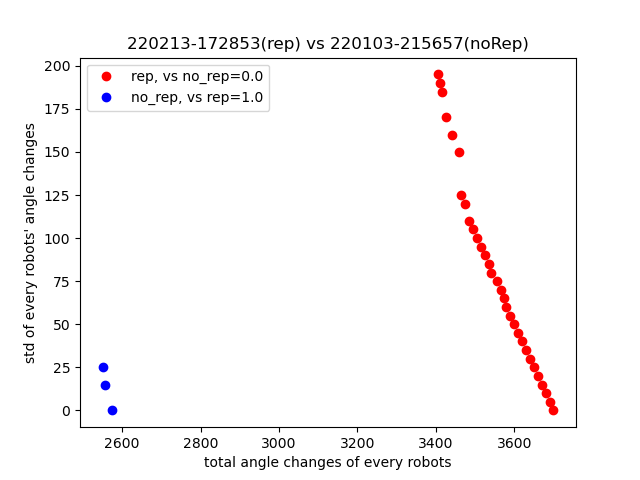 220213-172853(rep) vs 220103-215657(noRep)
rep, vs no_rep=0.0
no_rep, vs rep=1.0
std of every robots' angle changes
200
175
150
125
100
75
50
25
0
2600 2800 3000 3200 3400 3600
total angle changes of every robots